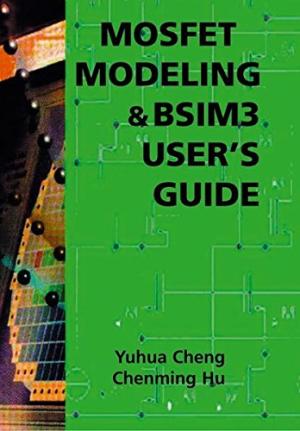 MOSFET
MODELING
& BSIM3
USER'S
GUIDE
Yuhua Cheng
Chenming Hu